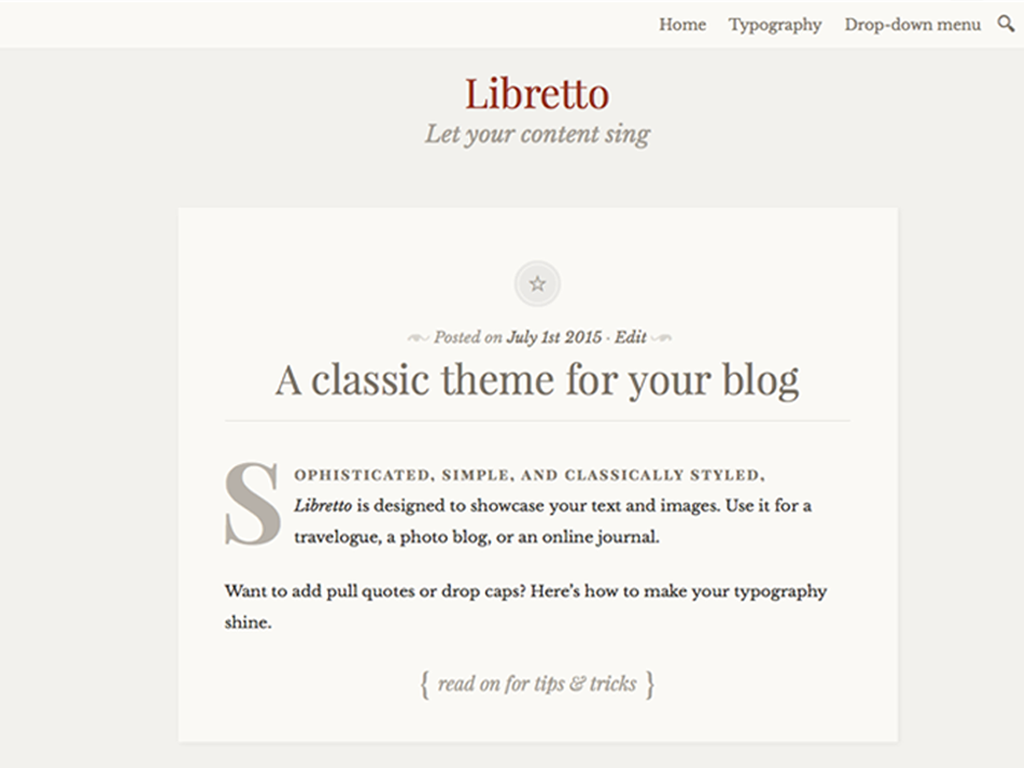 Home Typography Drop-down menu
Libretto
Let your content sing
Posted on July 1st 2015 · Edit
A classic theme for your blog
SOPHISTICATED, SIMPLE, AND CLASSICALLY STYLED,
Libretto is designed to showcase your text and images. Use it for a
travelogue, a photo blog, or an online journal.
Want to add pull quotes or drop caps? Here’s how to make your typography
shine.
{ read on for tips & tricks }